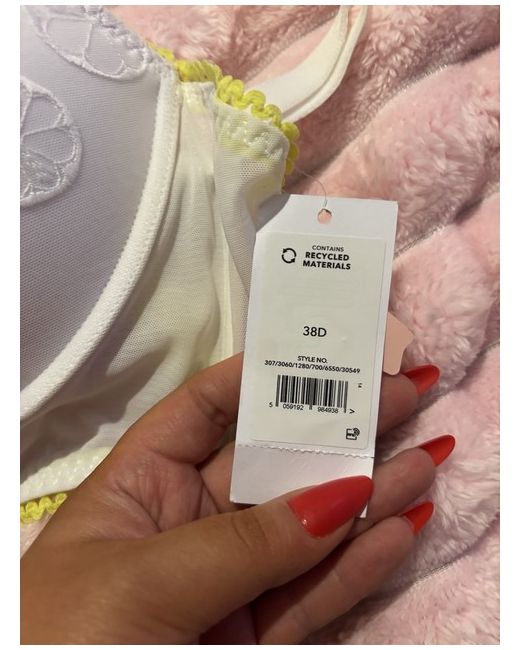 CONTAINS
RECYCLED
MATERIALS
38D
STYLE NO.
307/3060/1280/700/6550/30549
5 059192 984938 >